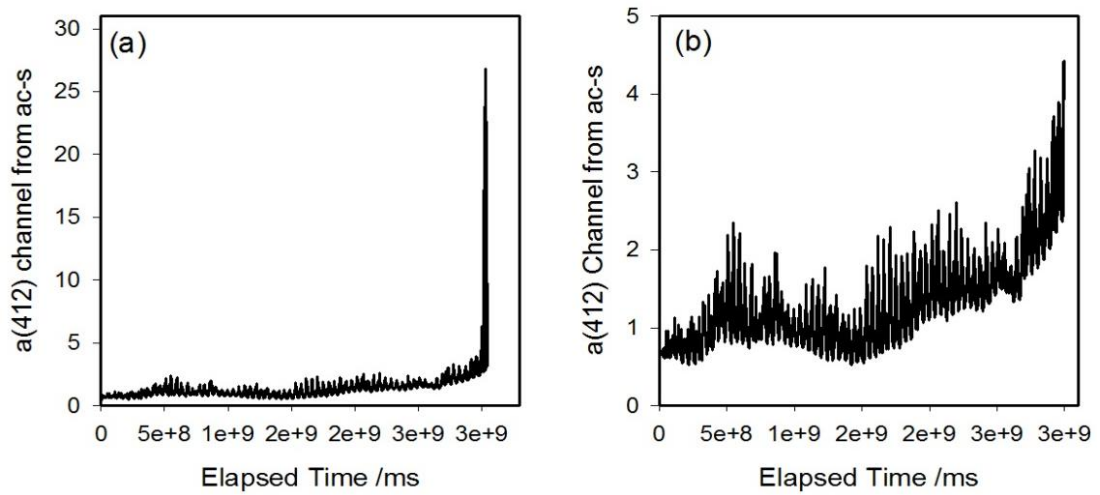 (a)
a(412) channel from ac-s
30
25
20
15
10
5
0
0 5e+8 1e+9 2e+9 2e+9 3e+9 3e+9
Elapsed Time /ms
(b)
a(412) Channel from ac-s
5
4
3
2
1
0
0 5e+8 1e+9 2e+9 2e+9 3e+9 3e+9
Elapsed Time /ms